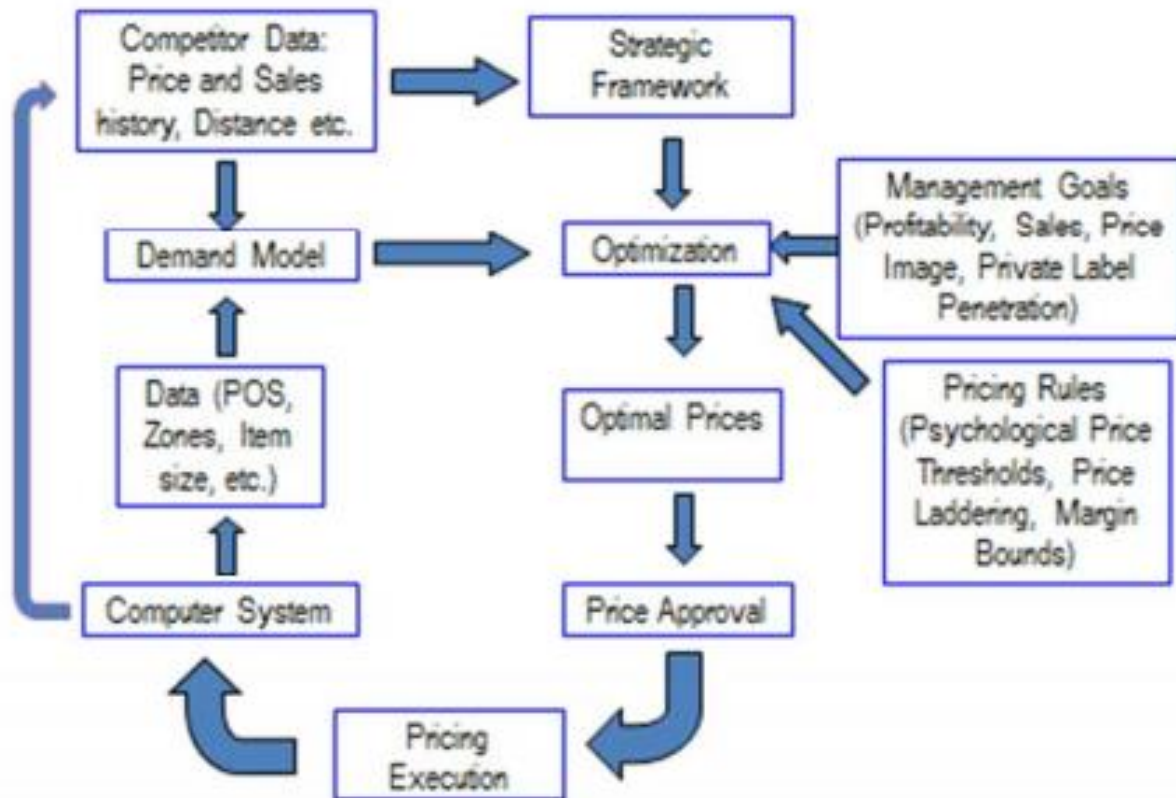 Competitor Data:
Price and Sales
history, Distance etc.
Strategic
Framework
Management Goals
(Profitability, Sales, Price
Image, Private Label
Penetration)
Demand Model
Optimization
Data (POS,
Zones, Item
size, etc.)
Optimal Prices
Pricing Rules
(Psychological Price
Thresholds, Price
Laddering, Margin
Bounds)
Computer System
Price Approval
Pricing
Execution